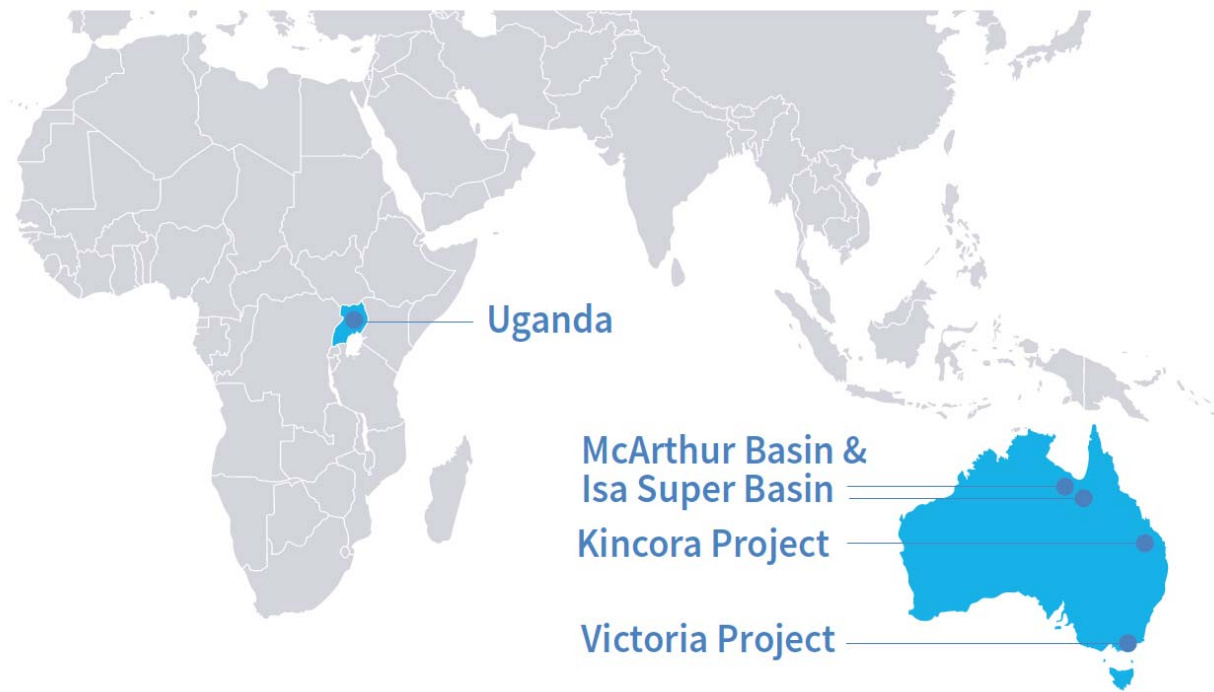 Uganda
McArthur Basin &
Isa Super Basin
Kincora Project
Victoria Project